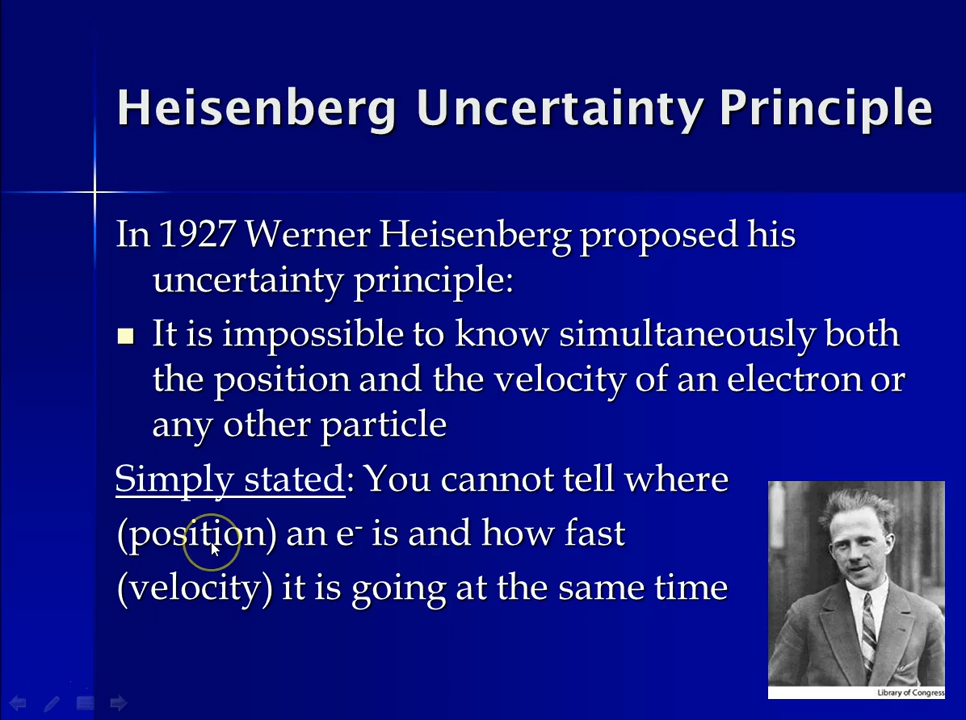 Heisenberg Uncertainty Principle
In 1927 Werner Heisenberg proposed his
uncertainty principle:
It is impossible to know simultaneously both
the position and the velocity of an electron or
any other particle
Simply stated: You cannot tell where
(position) an e⁻ is and how fast
(velocity) it is going at the same time
Library of Congress